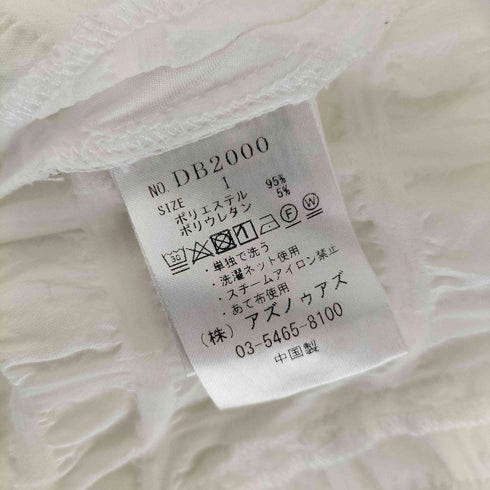 NO. DB2000
SIZE 1
ポリエステル 95%
ポリウレタン 5%
30 1 F W
・単独で洗う
・洗濯ネット使用
・スチームアイロン禁止
・あて布使用
(株) アズノゥアズ
03-5465-8100
中国製